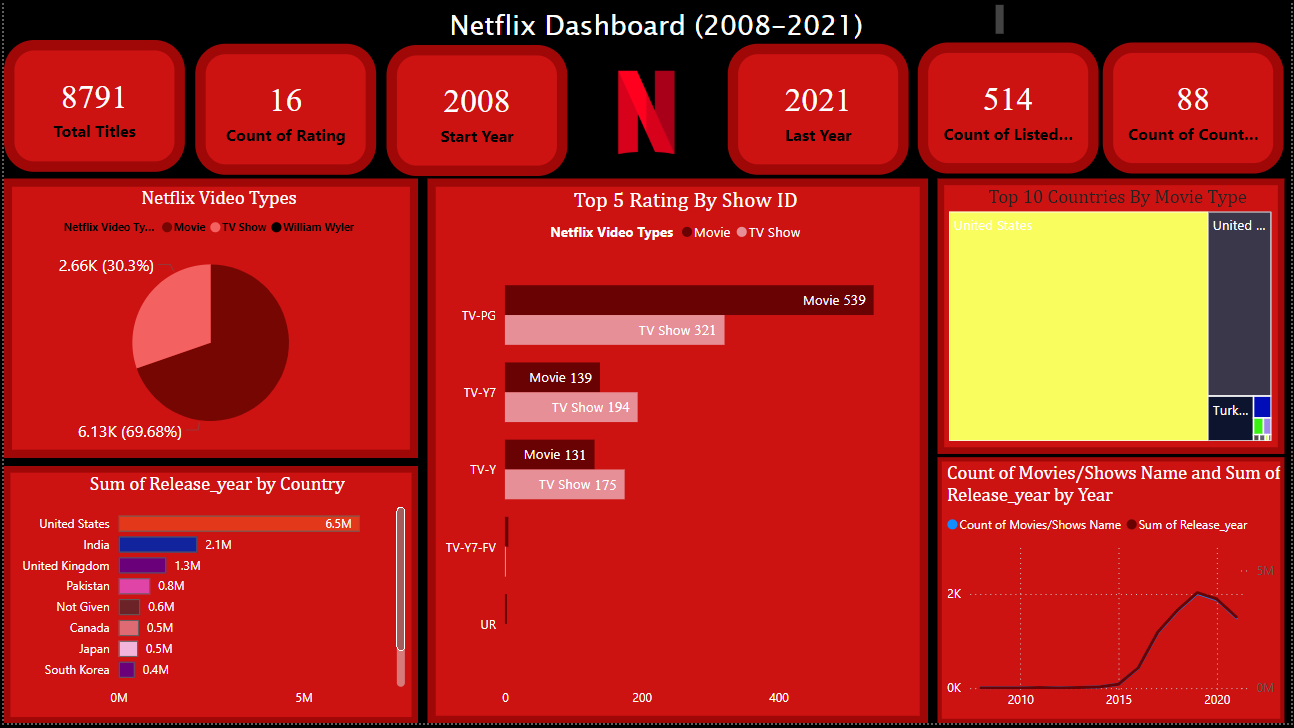 Netflix Dashboard (2008-2021)
8791
Total Titles
16
Count of Rating
2008
Start Year
N
2021
Last Year
514
Count of Listed...
88
Count of Count...
Netflix Video Types
Netflix Video Ty... Movie TV Show William Wyler
2.66K (30.3%)
6.13K (69.68%)
Sum of Release_year by Country
United States 6.5M
India 2.1M
United Kingdom 1.3M
Pakistan 0.8M
Not Given 0.6M
Canada 0.5M
Japan 0.5M
South Korea 0.4M
0M 5M
Top 5 Rating By Show ID
Netflix Video Types Movie TV Show
TV-PG
Movie 539
TV Show 321
TV-Y7
Movie 139
TV Show 194
TV-Y
Movie 131
TV Show 175
TV-Y7-FV
UR
0 200 400
Top 10 Countries By Movie Type
United States
United ...
Turk...
Count of Movies/Shows Name and Sum of
Release_year by Year
Count of Movies/Shows Name Sum of Release_year
5M
2K
0K 0M
2010 2015 2020